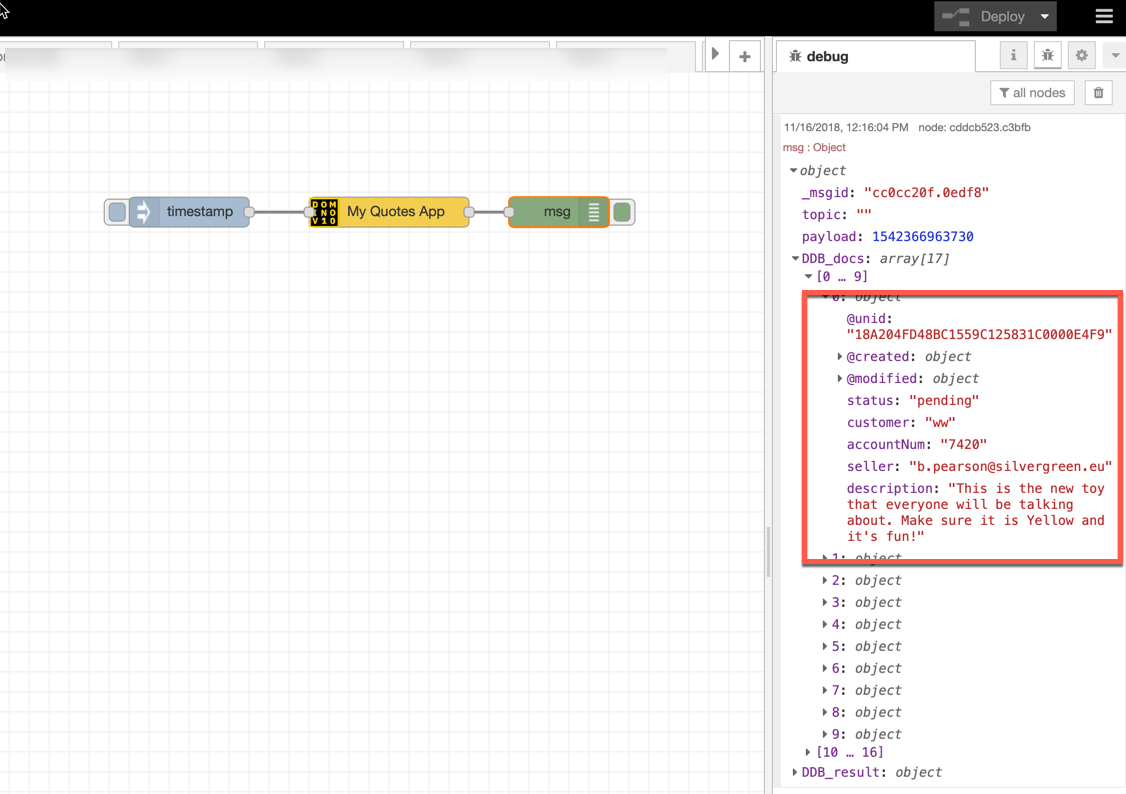 Deploy
debug
all nodes
11/16/2018, 12:16:04 PM node: cddcb523.c3bfb
msg : Object
object
_msgid: "cc0cc20f.0edf8"
topic: ""
payload: 1542366963730
DDB_docs: array[17]
[0 … 9]
0: object
@unid:
"18A204FD48BC1559C125831C0000E4F9"
@created: object
@modified: object
status: "pending"
customer: "ww"
accountNum: "7420"
seller: "b.pearson@silvergreen.eu"
description: "This is the new toy
that everyone will be talking
about. Make sure it is Yellow and
it's fun!"
1: object
2: object
3: object
4: object
5: object
6: object
7: object
8: object
9: object
[10 … 16]
DDB_result: object
timestamp
DOM
INO
V10
My Quotes App
msg